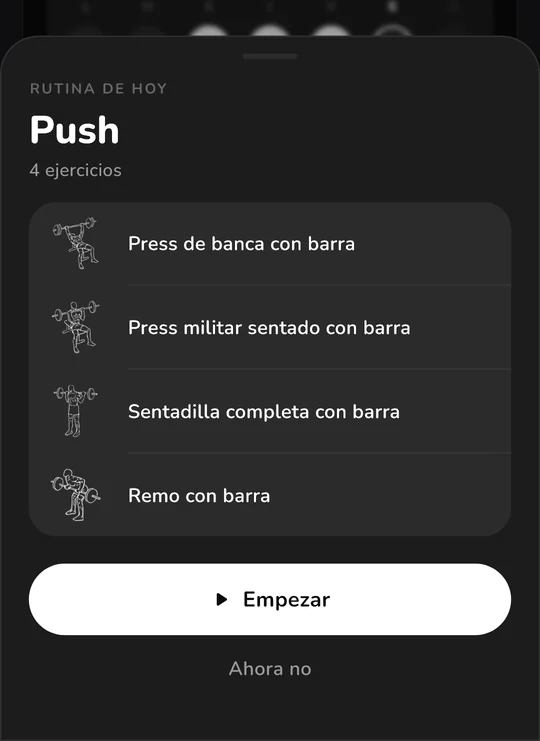 RUTINA DE HOY
Push
4 ejercicios
Press de banca con barra
Press militar sentado con barra
Sentadilla completa con barra
Remo con barra
Empezar
Ahora no